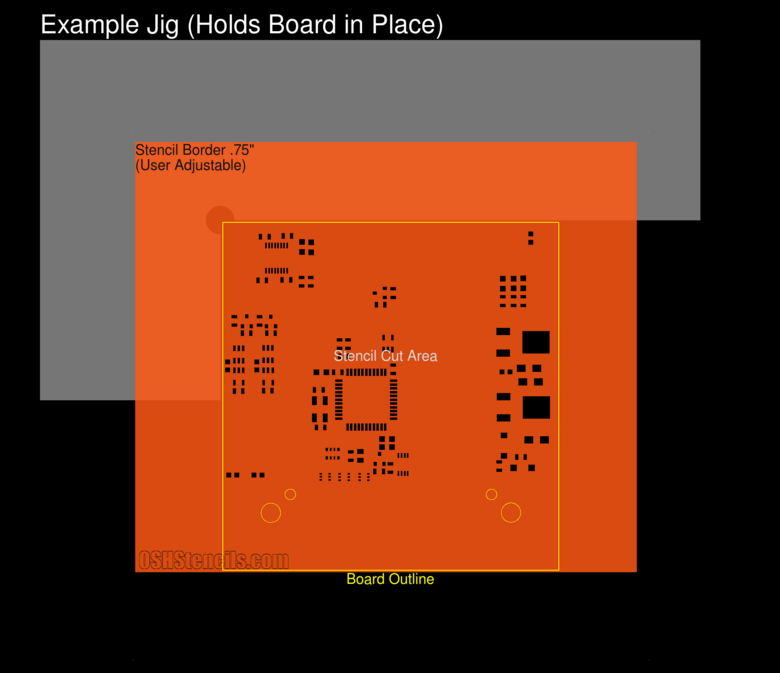 Example Jig (Holds Board in Place)
Stencil Border .75"
(User Adjustable)
Stencil Cut Area
OSHStencils.com
Board Outline